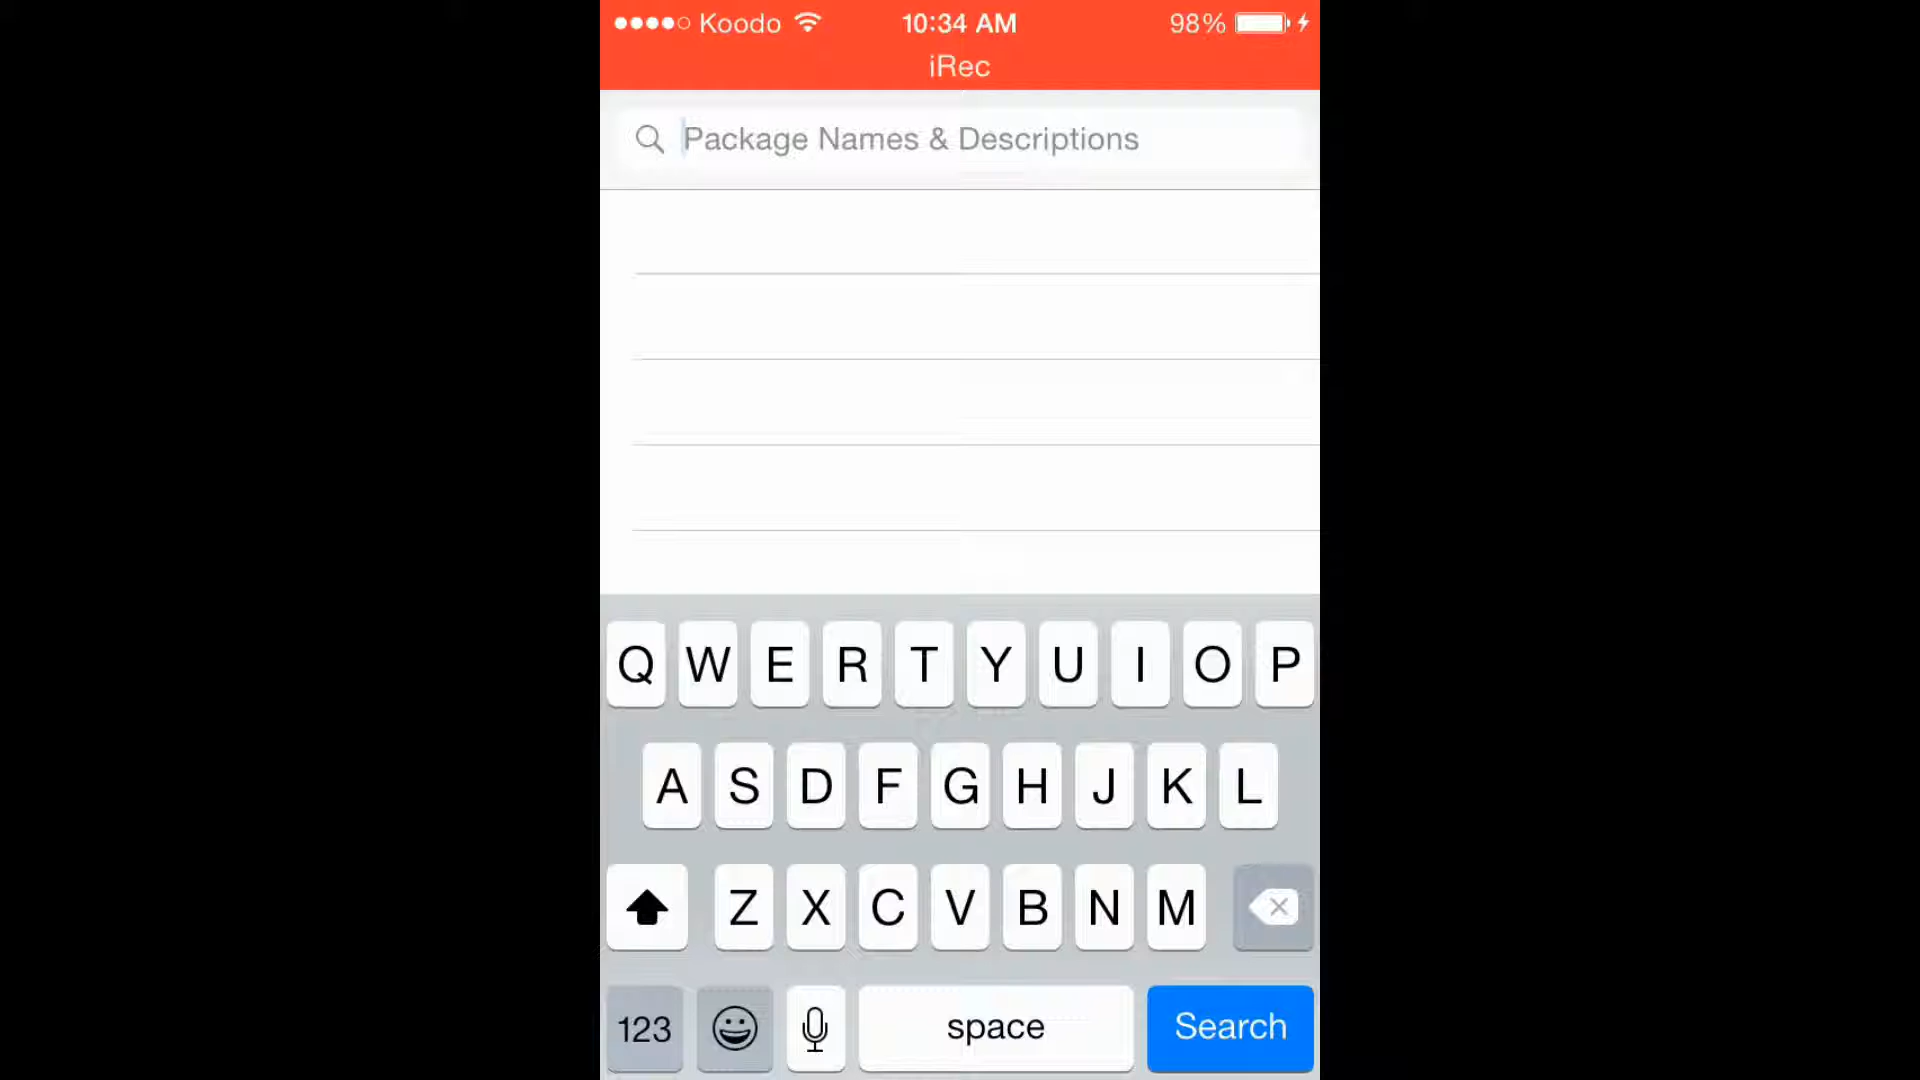 Koodo 10:34 AM 98%
iRec
Package Names & Descriptions
Q W E R T Y U I O P
A S D F G H J K L
Z X C V B N M
123 space Search